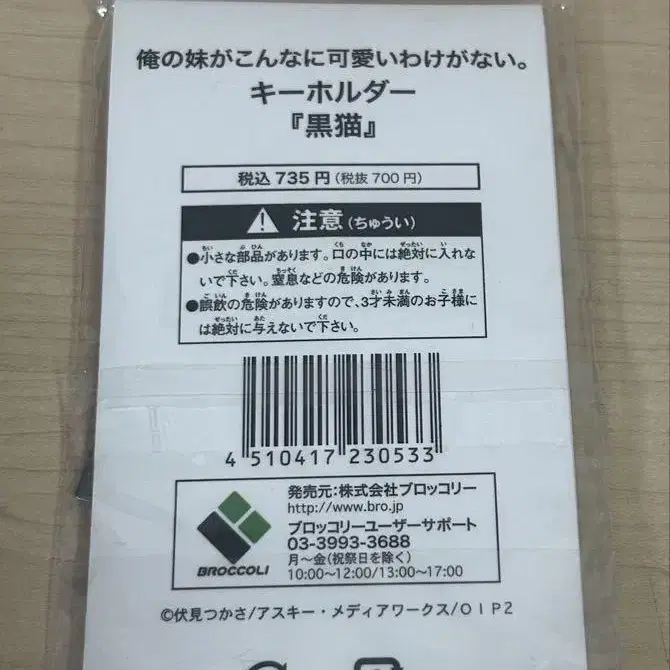 俺の妹がこんなに可愛いわけがない。
キーホルダー
『黒猫』
税込735円(税抜700円)
注意(ちゅうい)
●小さな部品があります。口の中には絶対に入れな
いで下さい。窒息などの危険があります。
●誤飲の危険がありますので、3才未満のお子様に
は絶対に与えないで下さい。
4 510417 230533
発売元:株式会社ブロッコリー
http://www.bro.jp
ブロッコリーユーザーサポート
03-3993-3688
月〜金(祝祭日を除く)
10:00〜12:00/13:00〜17:00
BROCCOLI
©伏見つかさ/アスキー・メディアワークス/OIP2